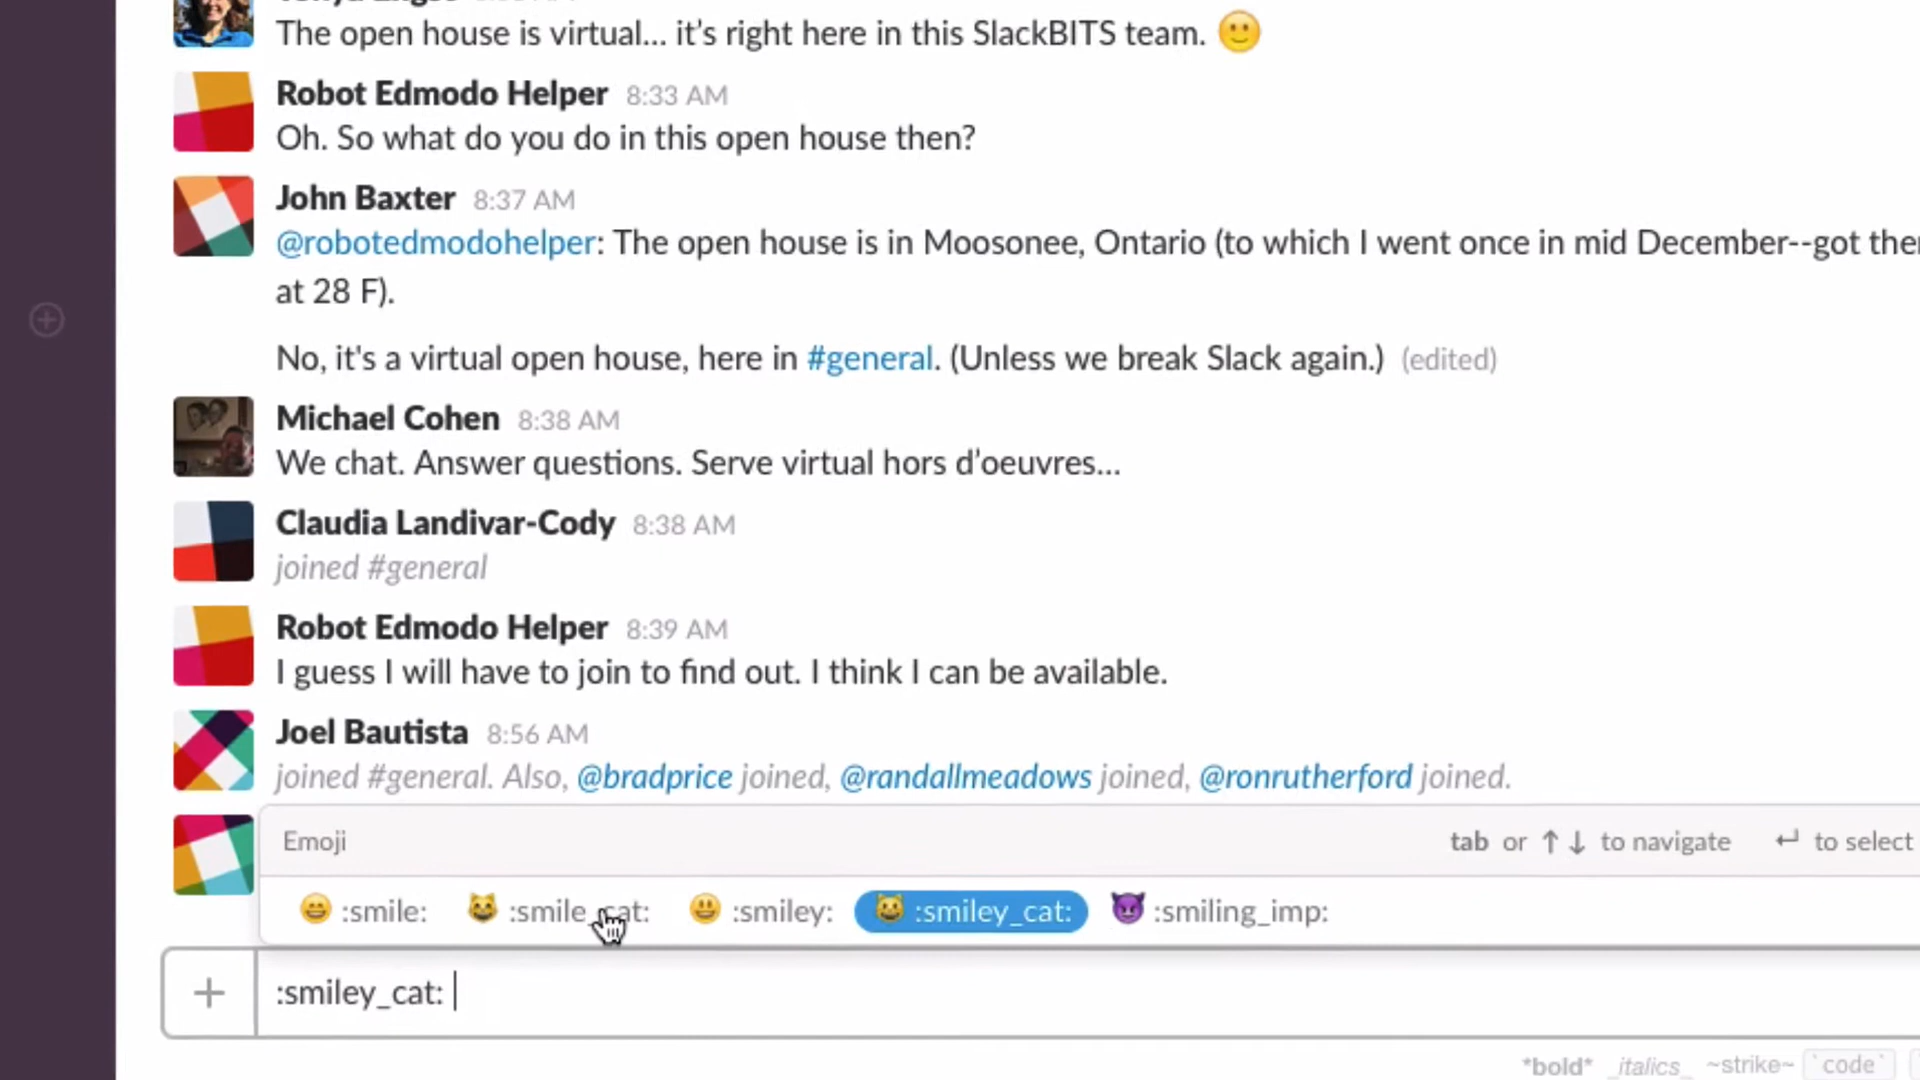 The open house is virtual... it's right here in this SlackBITS team.
Robot Edmodo Helper 8:33 AM
Oh. So what do you do in this open house then?
John Baxter 8:37 AM
@robotedmodohelper: The open house is in Moosonee, Ontario (to which I went once in mid December--got
at 28 F).
No, it's a virtual open house, here in #general. (Unless we break Slack again.) (edited)
Michael Cohen 8:38 AM
We chat. Answer questions. Serve virtual hors d'oeuvres...
Claudia Landivar-Cody 8:38 AM
joined #general
Robot Edmodo Helper 8:39 AM
I guess I will have to join to find out. I think I can be available.
Joel Bautista 8:56 AM
joined #general. Also, @bradprice joined, @randallmeadows joined, @ronrutherford joined.
Emoji tab or ↑ ↓ to navigate ↵ to select
:smile: :smile_cat: :smiley: :smiley_cat: :smiling_imp:
:smiley_cat:
*bold* _italics_ ~strike~ `code`